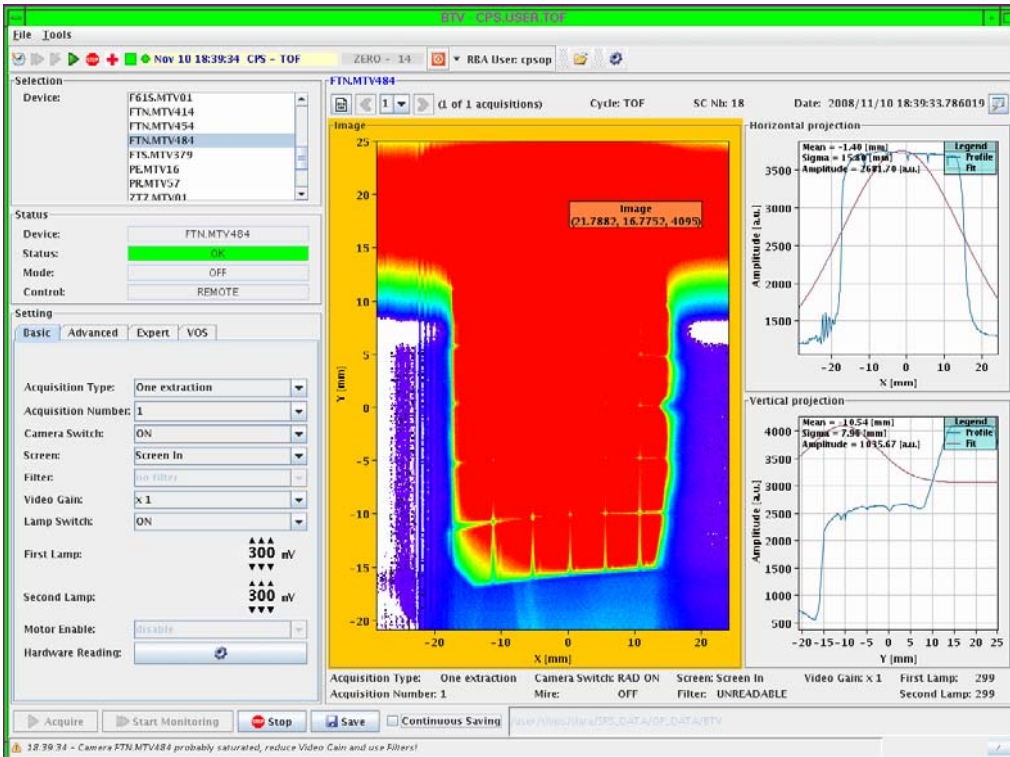 BTV - CPS.USER.TOF
File Tools
Nov 10 18:39:34 CPS - TOF ZERO - 14 RBA User: cpsop
Selection
Device:
F61S.MTV01
FTN.MTV414
FTN.MTV454
FTN.MTV484
FTS.MTV379
PE.MTV16
PR.MTV57
ZTZ.MTV01
Status
Device: FTN.MTV484
Status: OK
Mode: OFF
Control: REMOTE
Setting
Basic Advanced Expert VOS
Acquisition Type: One extraction
Acquisition Number: 1
Camera Switch: ON
Screen: Screen In
Filter: no filter
Video Gain: x 1
Lamp Switch: ON
First Lamp: 300 mV
Second Lamp: 300 mV
Motor Enable: disable
Hardware Reading:
FTN.MTV484
1 (1 of 1 acquisitions) Cycle: TOF SC Nb: 18 Date: 2008/11/10 18:39:33.786019
Image
25
20
15
10
5
0
-5
-10
-15
-20
Y [mm]
Image
(21.7882, 16.7752, 4095)
-20 -10 0 10 20
X [mm]
Horizontal projection
Mean = -1.40 [mm]
Sigma = 15.80 [mm]
Amplitude = 2681.70 [a.u.]
Legend
Profile
Fit
3500
3000
2500
2000
1500
Amplitude [a.u.]
-20 -10 0 10 20
X [mm]
Vertical projection
Mean = -10.54 [mm]
Sigma = 7.90 [mm]
Amplitude = 1035.67 [a.u.]
Legend
Profile
Fit
4000
3500
3000
2500
2000
1500
1000
500
Amplitude [a.u.]
-20 -15 -10 -5 0 5 10 15 20 25
Y [mm]
Acquisition Type: One extraction Camera Switch: RAD ON Screen: Screen In Video Gain: x 1 First Lamp: 299
Acquisition Number: 1 Mire: OFF Filter: UNREADABLE Second Lamp: 299
Acquire Start Monitoring Stop Save Continuous Saving
18:39:34 - Camera FTN.MTV484 probably saturated, reduce Video Gain and use Filters!